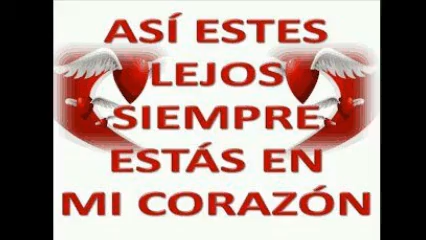 ASÍ ESTES
LEJOS
SIEMPRE
ESTÁS EN
MI CORAZÓN